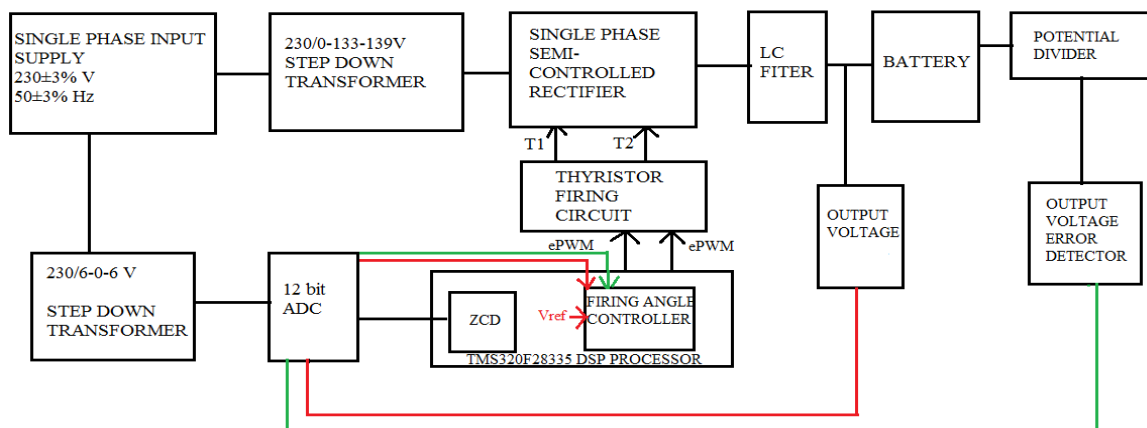 SINGLE PHASE INPUT
SUPPLY
230±3% V
50±3% Hz
230/0-133-139V
STEP DOWN
TRANSFORMER
SINGLE PHASE
SEMI-
CONTROLLED
RECTIFIER
LC
FITER
BATTERY
POTENTIAL
DIVIDER
T1
T2
THYRISTOR
FIRING
CIRCUIT
OUTPUT
VOLTAGE
OUTPUT
VOLTAGE
ERROR
DETECTOR
ePWM
ePWM
230/6-0-6 V
STEP DOWN
TRANSFORMER
12 bit
ADC
ZCD
Vref
FIRING ANGLE
CONTROLLER
TMS320F28335 DSP PROCESSOR